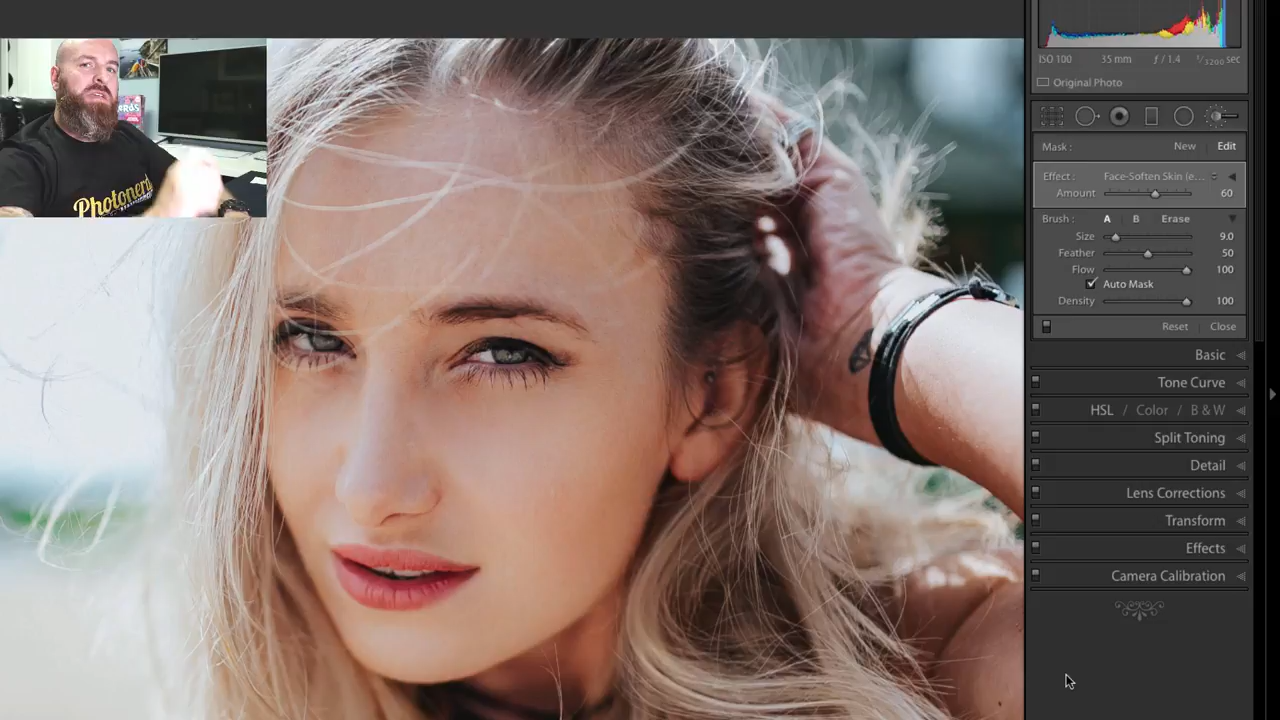 Photonerd
ISO 100 35 mm ƒ / 1.4 1/3200 sec
Original Photo
Mask : New Edit
Effect : Face-Soften Skin (e...
Amount 60
Brush : A B Erase
Size 9.0
Feather 50
Flow 100
Auto Mask
Density 100
Reset Close
Basic
Tone Curve
HSL / Color / B & W
Split Toning
Detail
Lens Corrections
Transform
Effects
Camera Calibration